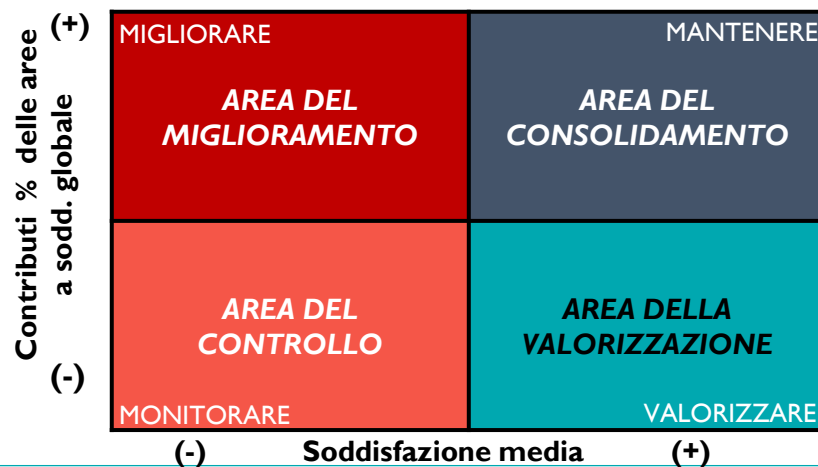 (+)
MIGLIORARE
MANTENERE
AREA DEL
MIGLIORAMENTO
AREA DEL
CONSOLIDAMENTO
Contributi % delle aree
a sodd. globale
AREA DEL
CONTROLLO
AREA DELLA
VALORIZZAZIONE
(-)
MONITORARE
VALORIZZARE
(-)
Soddisfazione media
(+)